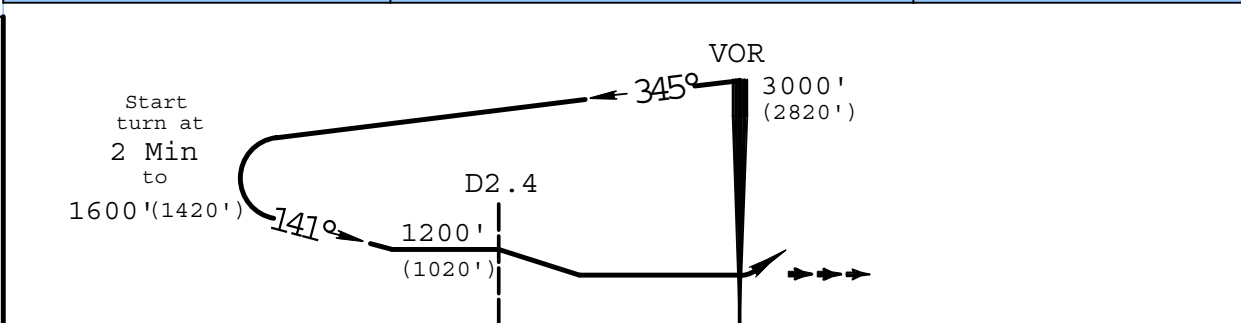 VOR
345°
3000'
(2820')
Start
turn at
2 Min
to
1600'(1420')
D2.4
141°
1200'
(1020')